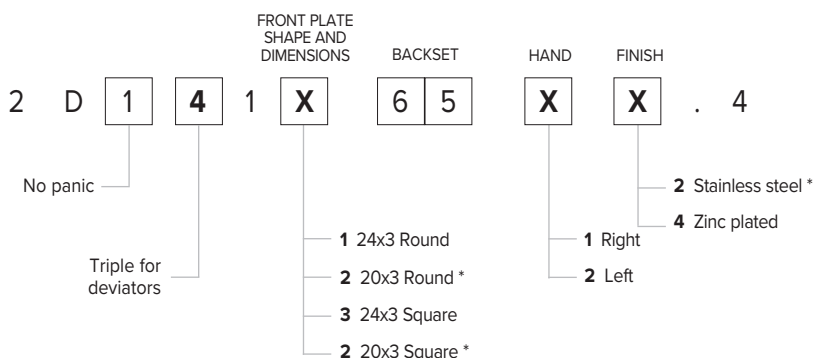 FRONT PLATE
SHAPE AND
DIMENSIONS
BACKSET
HAND
FINISH
2 D 1 4 1 X 6 5 X X . 4
No panic
Triple for
deviators
1 24x3 Round
2 20x3 Round *
3 24x3 Square
2 20x3 Square *
1 Right
2 Left
2 Stainless steel *
4 Zinc plated